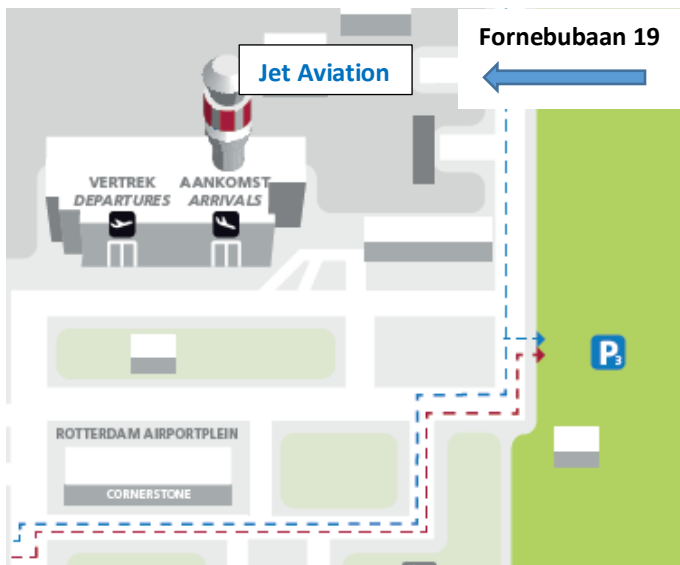 Fornebubaan 19
Jet Aviation
VERTREK
DEPARTURES
AANKOMST
ARRIVALS
P3
ROTTERDAM AIRPORTPLEIN
CORNERSTONE